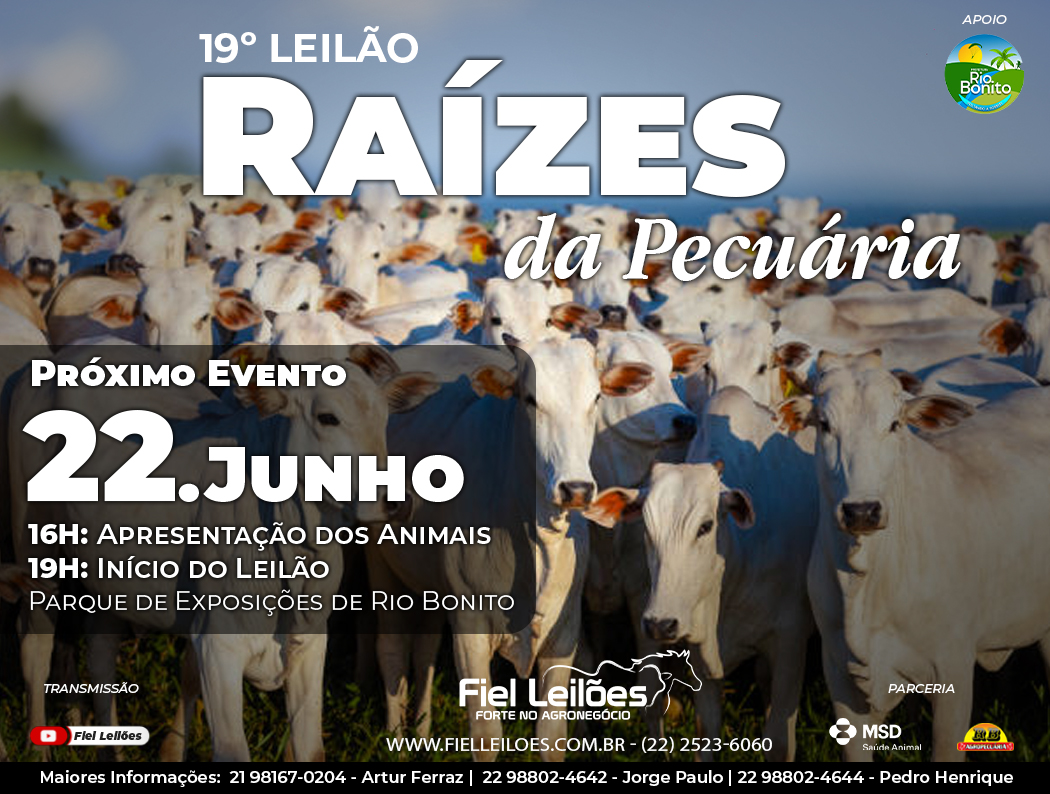 APOIO
19º LEILÃO
RAÍZES
da Pecuária
Rio
Bonito
PRÓXIMO EVENTO
22.JUNHO
16H: APRESENTAÇÃO DOS ANIMAIS
19H: INÍCIO DO LEILÃO
PARQUE DE EXPOSIÇÕES DE RIO BONITO
TRANSMISSÃO
Fiel Leilões
Fiel Leilões
FORTE NO AGRONEGÓCIO
WWW.FIELLEILOES.COM.BR - (22) 2523-6060
PARCERIA
MSD
Saúde Animal
AGROPECUÁRIA
Maiores Informações: 21 98167-0204 - Artur Ferraz | 22 98802-4642 - Jorge Paulo | 22 98802-4644 - Pedro Henrique